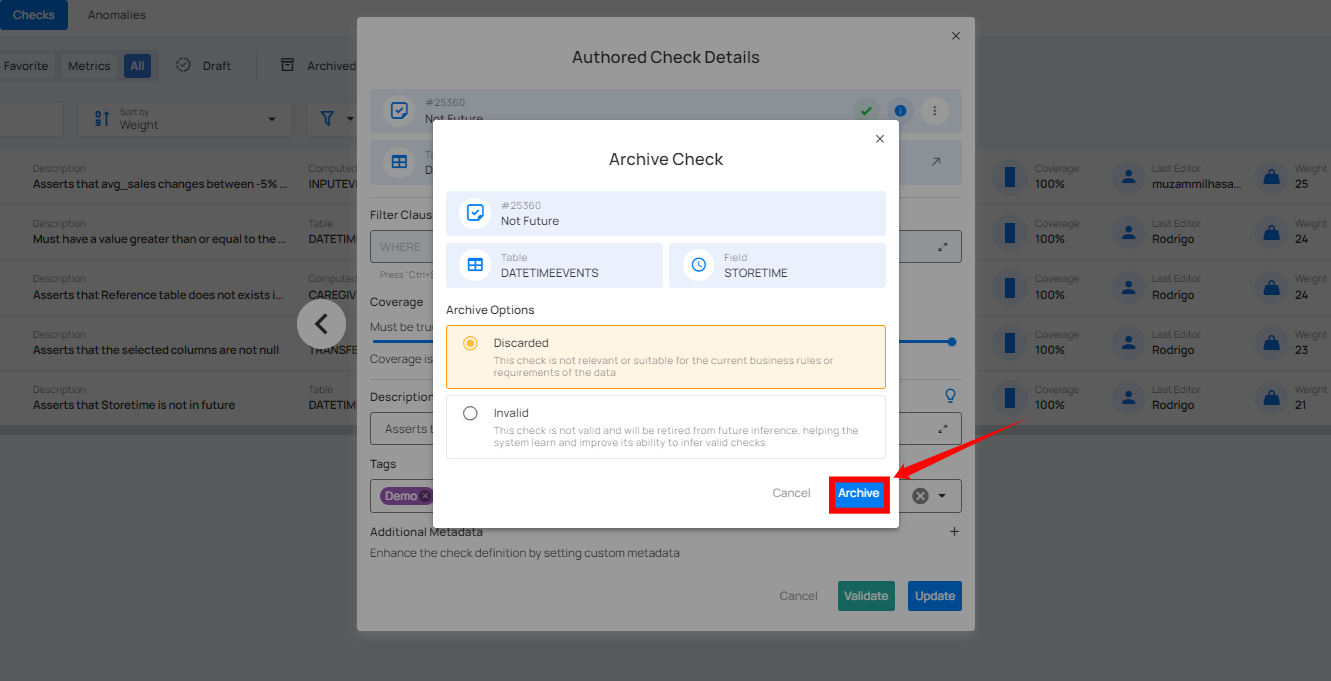 Checks
Anomalies
Favorite
Metrics
All
Draft
Archived
Sort by
Weight
Description
Asserts that avg_sales changes between -5% ...
Computed
INPUTEV
Coverage
100%
Last Editor
muzammilhasa...
Weight
25
Description
Must have a value greater than or equal to the ...
Table
DATETIM
Coverage
100%
Last Editor
Rodrigo
Weight
24
Description
Asserts that Reference table does not exists i...
Computed
CAREGIV
Coverage
100%
Last Editor
Rodrigo
Weight
24
Description
Asserts that the selected columns are not null
TRANSFE
Coverage
100%
Last Editor
Rodrigo
Weight
23
Description
Asserts that Storetime is not in future
Table
DATETIM
Coverage
100%
Last Editor
Rodrigo
Weight
21
Authored Check Details
#25360
Not Future
Ta
D
Filter Claus
WHERE
Press "Ctrl+S
Coverage
Must be tru
Coverage is
Description
Asserts t
Tags
Demo
Additional Metadata
Enhance the check definition by setting custom metadata
Cancel
Validate
Update
Archive Check
#25360
Not Future
Table
DATETIMEEVENTS
Field
STORETIME
Archive Options
Discarded
This check is not relevant or suitable for the current business rules or
requirements of the data
Invalid
This check is not valid and will be retired from future inference, helping the
system learn and improve its ability to infer valid checks
Cancel
Archive